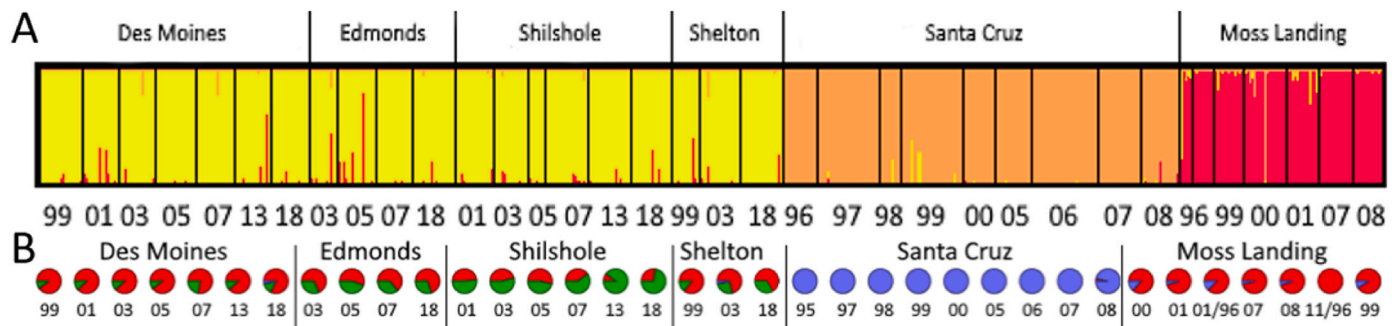 A Des Moines Edmonds Shilshole Shelton Santa Cruz Moss Landing
99 01 03 05 07 13 18 03 05 07 18 01 03 05 07 13 18 99 03 18 96 97 98 99 00 05 06 07 08 96 99 00 01 07 08
B Des Moines Edmonds Shilshole Shelton Santa Cruz Moss Landing
99 01 03 05 07 13 18 03 05 07 18 01 03 05 07 13 18 99 03 18 95 97 98 99 00 05 06 07 08 00 01 01/96 07 08 11/96 99